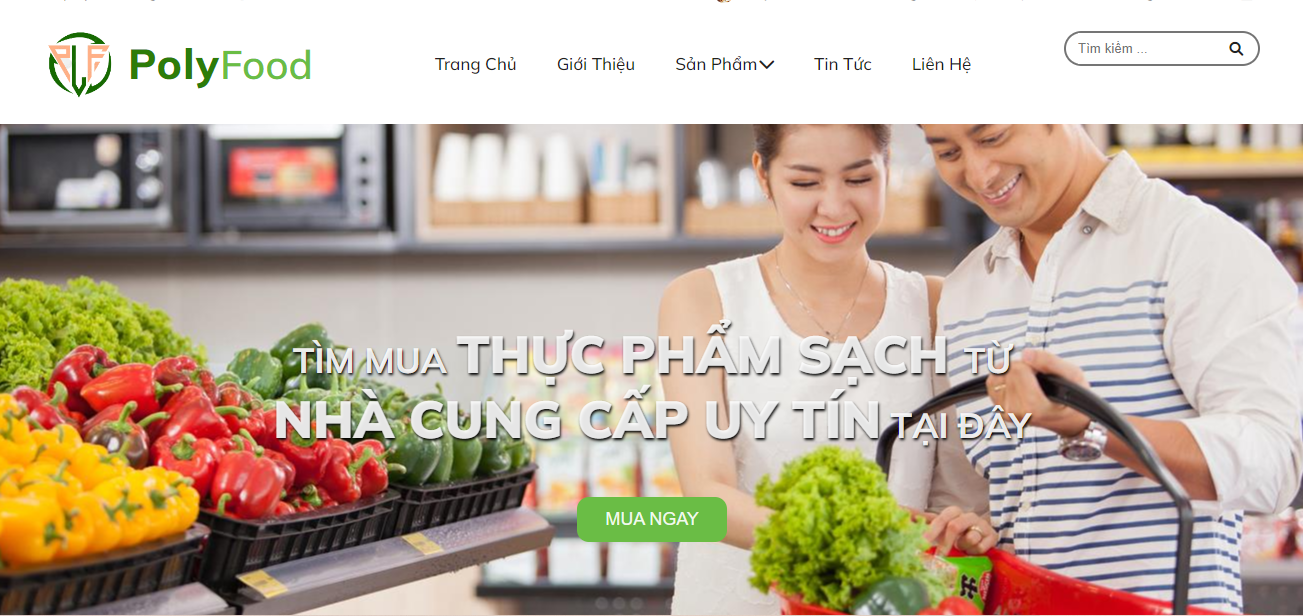 PolyFood
Trang Chủ Giới Thiệu Sản Phẩm Tin Tức Liên Hệ
Tìm kiếm ...
TÌM MUA THỰC PHẨM SẠCH TỪ
NHÀ CUNG CẤP UY TÍN TẠI ĐÂY
MUA NGAY